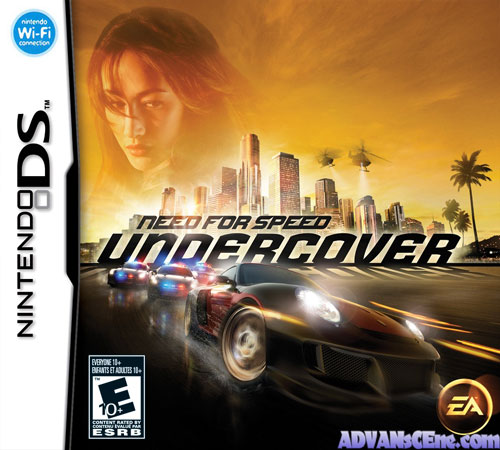 nintendo
Wi-Fi
connection
NINTENDO DS™
NEED FOR SPEED
UNDERCOVER
EVERYONE 10+
ENFANTS ET ADULTES 10+
E
10+
CONTENT RATED BY
CONTENU ÉVALUÉ PAR
ESRB
EA
ADVANsCEne.com